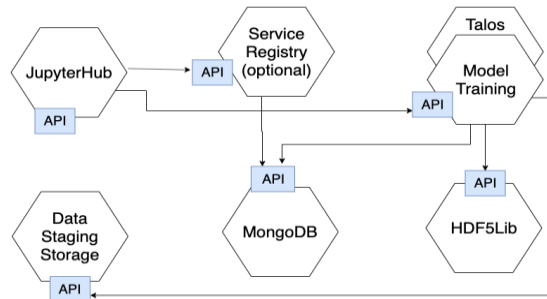 JupyterHub
API
Service
Registry
(optional)
API
Talos
Model
Training
API
Data
Staging
Storage
API
API
MongoDB
API
HDF5Lib